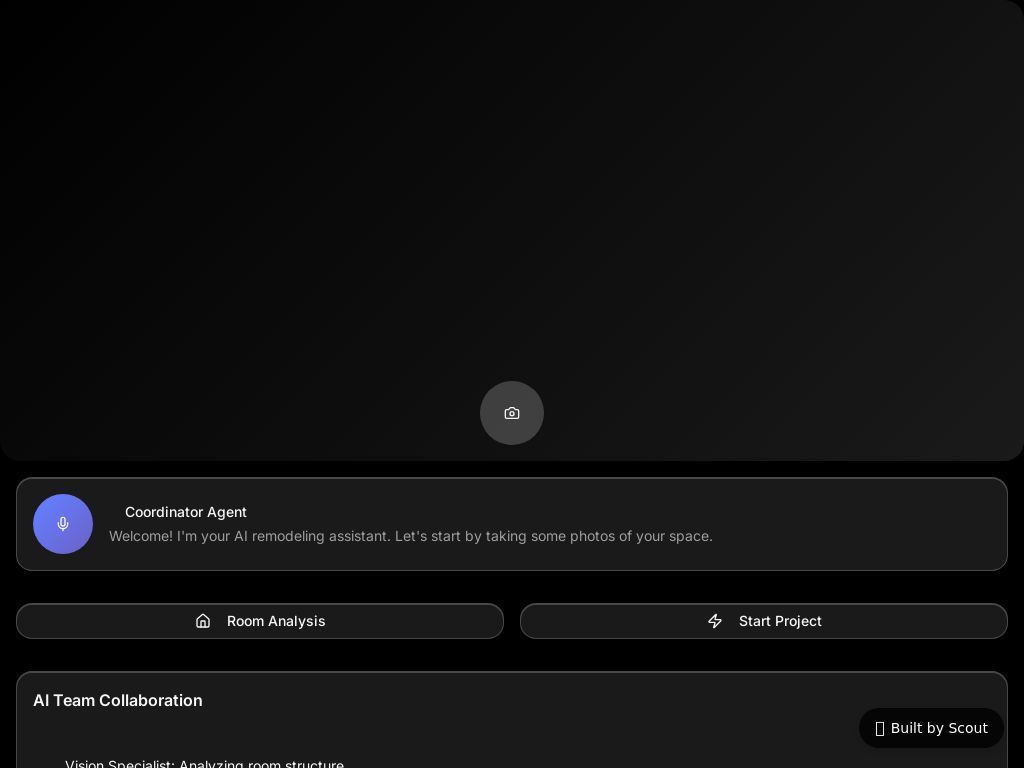 Coordinator Agent
Welcome! I'm your AI remodeling assistant. Let's start by taking some photos of your space.
Room Analysis
Start Project
AI Team Collaboration
Built by Scout
Vision Specialist: Analyzing room structure